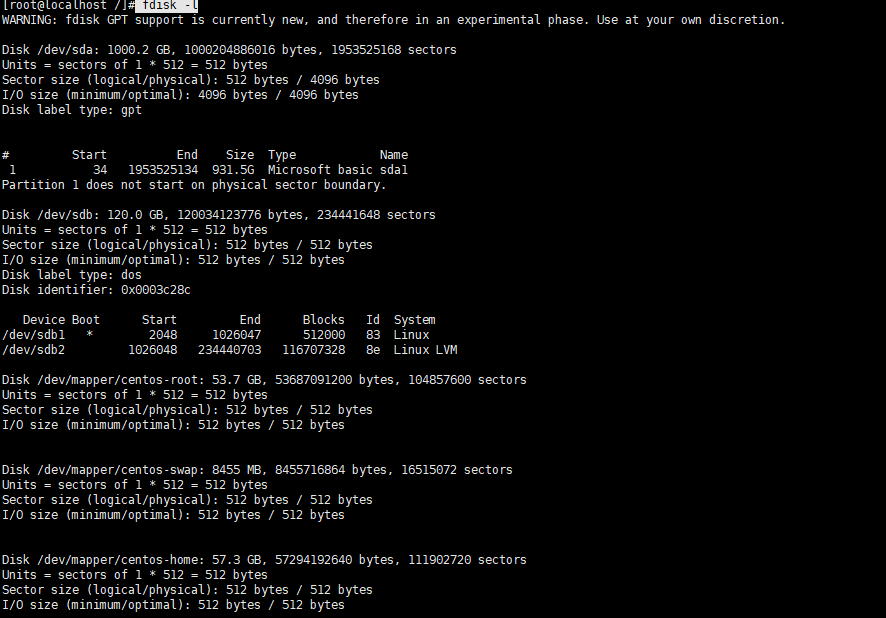 [root@localhost /]# fdisk -l
WARNING: fdisk GPT support is currently new, and therefore in an experimental phase. Use at your own discretion.
Disk /dev/sda: 1000.2 GB, 1000204886016 bytes, 1953525168 sectors
Units = sectors of 1 * 512 = 512 bytes
Sector size (logical/physical): 512 bytes / 4096 bytes
I/O size (minimum/optimal): 4096 bytes / 4096 bytes
Disk label type: gpt
#         Start          End    Size  Type            Name
 1           34   1953525134  931.5G  Microsoft basic sda1
Partition 1 does not start on physical sector boundary.
Disk /dev/sdb: 120.0 GB, 120034123776 bytes, 234441648 sectors
Units = sectors of 1 * 512 = 512 bytes
Sector size (logical/physical): 512 bytes / 512 bytes
I/O size (minimum/optimal): 512 bytes / 512 bytes
Disk label type: dos
Disk identifier: 0x0003c28c
   Device Boot      Start         End      Blocks   Id  System
/dev/sdb1   *        2048     1026047      512000   83  Linux
/dev/sdb2         1026048   234440703   116707328   8e  Linux LVM
Disk /dev/mapper/centos-root: 53.7 GB, 53687091200 bytes, 104857600 sectors
Units = sectors of 1 * 512 = 512 bytes
Sector size (logical/physical): 512 bytes / 512 bytes
I/O size (minimum/optimal): 512 bytes / 512 bytes
Disk /dev/mapper/centos-swap: 8455 MB, 8455716864 bytes, 16515072 sectors
Units = sectors of 1 * 512 = 512 bytes
Sector size (logical/physical): 512 bytes / 512 bytes
I/O size (minimum/optimal): 512 bytes / 512 bytes
Disk /dev/mapper/centos-home: 57.3 GB, 57294192640 bytes, 111902720 sectors
Units = sectors of 1 * 512 = 512 bytes
Sector size (logical/physical): 512 bytes / 512 bytes
I/O size (minimum/optimal): 512 bytes / 512 bytes